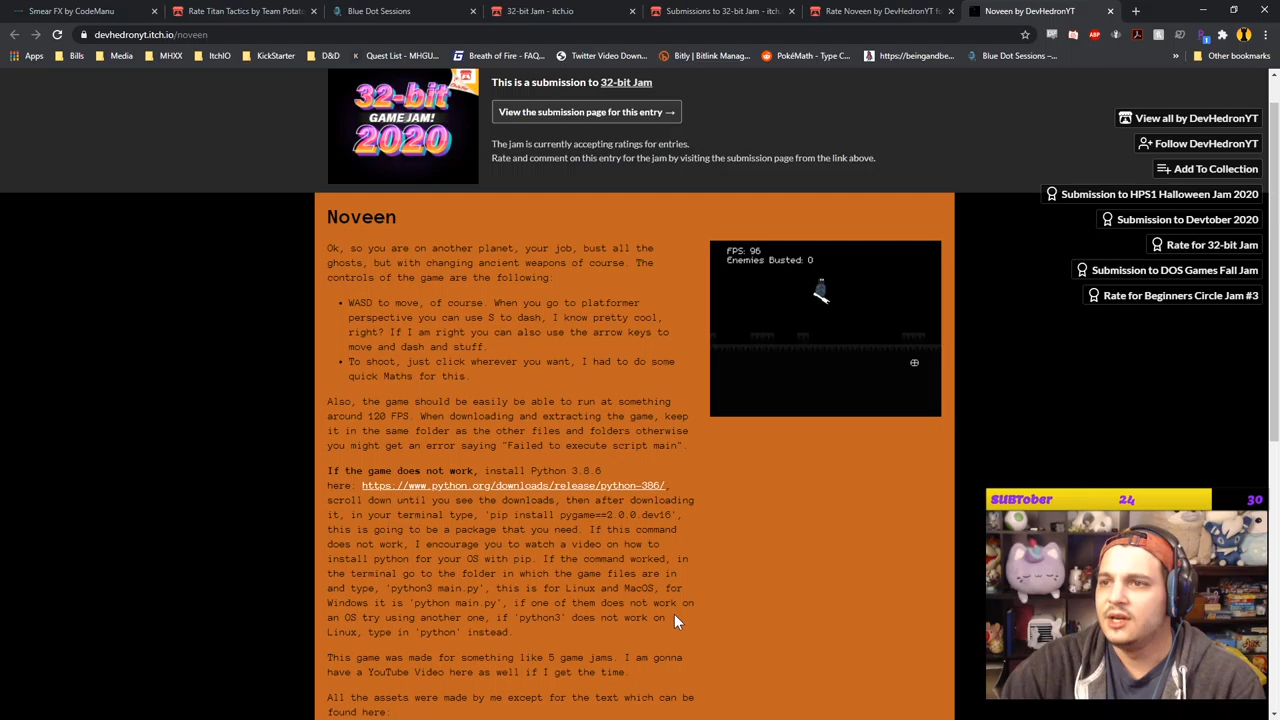 Smear FX by CodeManu
Rate Titan Tactics by Team Potato
Blue Dot Sessions
32-bit Jam - itch.io
Submissions to 32-bit Jam - itch.
Rate Noveen by DevHedronYT for
Noveen by DevHedronYT
devhedronyt.itch.io/noveen
Apps
Bills
Media
MHXX
ItchIO
KickStarter
D&D
Quest List - MHGU...
Breath of Fire - FAQ...
Twitter Video Down...
Bitly | Bitlink Manag...
PokéMath - Type C...
https://beingandbe...
Blue Dot Sessions –...
Other bookmarks
32-bit
GAME JAM!
2020
This is a submission to 32-bit Jam
View the submission page for this entry →
The jam is currently accepting ratings for entries.
Rate and comment on this entry for the jam by visiting the submission page from the link above.
View all by DevHedronYT
Follow DevHedronYT
Add To Collection
Submission to HPS1 Halloween Jam 2020
Submission to Devtober 2020
Rate for 32-bit Jam
Submission to DOS Games Fall Jam
Rate for Beginners Circle Jam #3
Noveen
Ok, so you are on another planet, your job, bust all the
ghosts, but with changing ancient weapons of course. The
controls of the game are the following:
• WASD to move, of course. When you go to platformer
perspective you can use S to dash, I know pretty cool,
right? If I am right you can also use the arrow keys to
move and dash and stuff.
• To shoot, just click wherever you want, I had to do some
quick Maths for this.
Also, the game should be easily be able to run at something
around 120 FPS. When downloading and extracting the game, keep
it in the same folder as the other files and folders otherwise
you might get an error saying "Failed to execute script main".
If the game does not work, install Python 3.8.6
here: https://www.python.org/downloads/release/python-386/,
scroll down until you see the downloads, then after downloading
it, in your terminal type, 'pip install pygame==2.0.0.dev16',
this is going to be a package that you need. If this command
does not work, I encourage you to watch a video on how to
install python for your OS with pip. If the command worked, in
the terminal go to the folder in which the game files are in
and type, 'python3 main.py', this is for Linux and MacOS, for
Windows it is 'python main.py', if one of them does not work on
an OS try using another one, if 'python3' does not work on
Linux, type in 'python' instead.
This game was made for something like 5 game jams. I am gonna
have a YouTube Video here as well if I get the time.
All the assets were made by me except for the text which can be
found here:
FPS: 96
Enemies Busted: 0
SUBTober 24 30